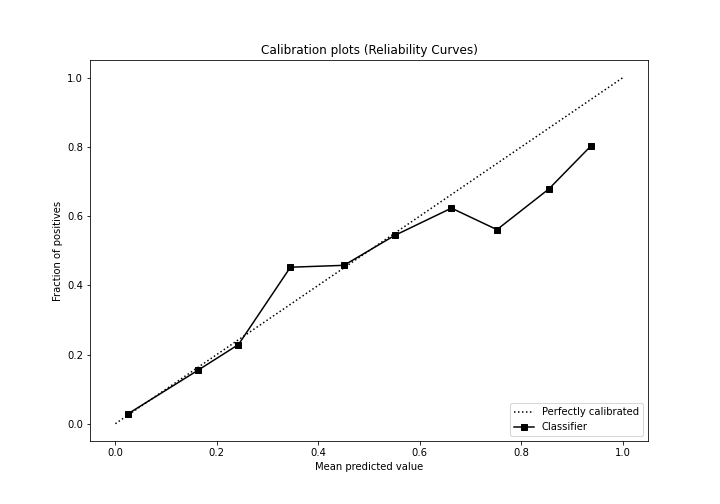 Calibration plots (Reliability Curves)
1.0
0.8
0.6
0.4
0.2
0.0
Fraction of positives
0.0 0.2 0.4 0.6 0.8 1.0
Mean predicted value
Perfectly calibrated
Classifier